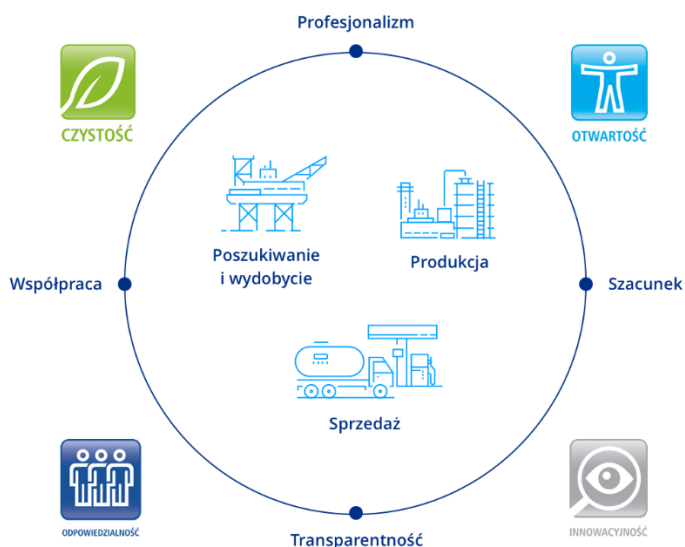 Profesjonalizm
CZYSTOŚĆ
OTWARTOŚĆ
Poszukiwanie
i wydobycie
Produkcja
Współpraca
Szacunek
Sprzedaż
ODPOWIEDZIALNOŚĆ
INNOWACYJNOŚĆ
Transparentność